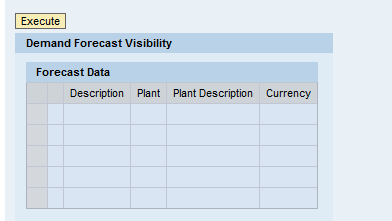 Execute
Demand Forecast Visibility
Forecast Data
Description Plant Plant Description Currency